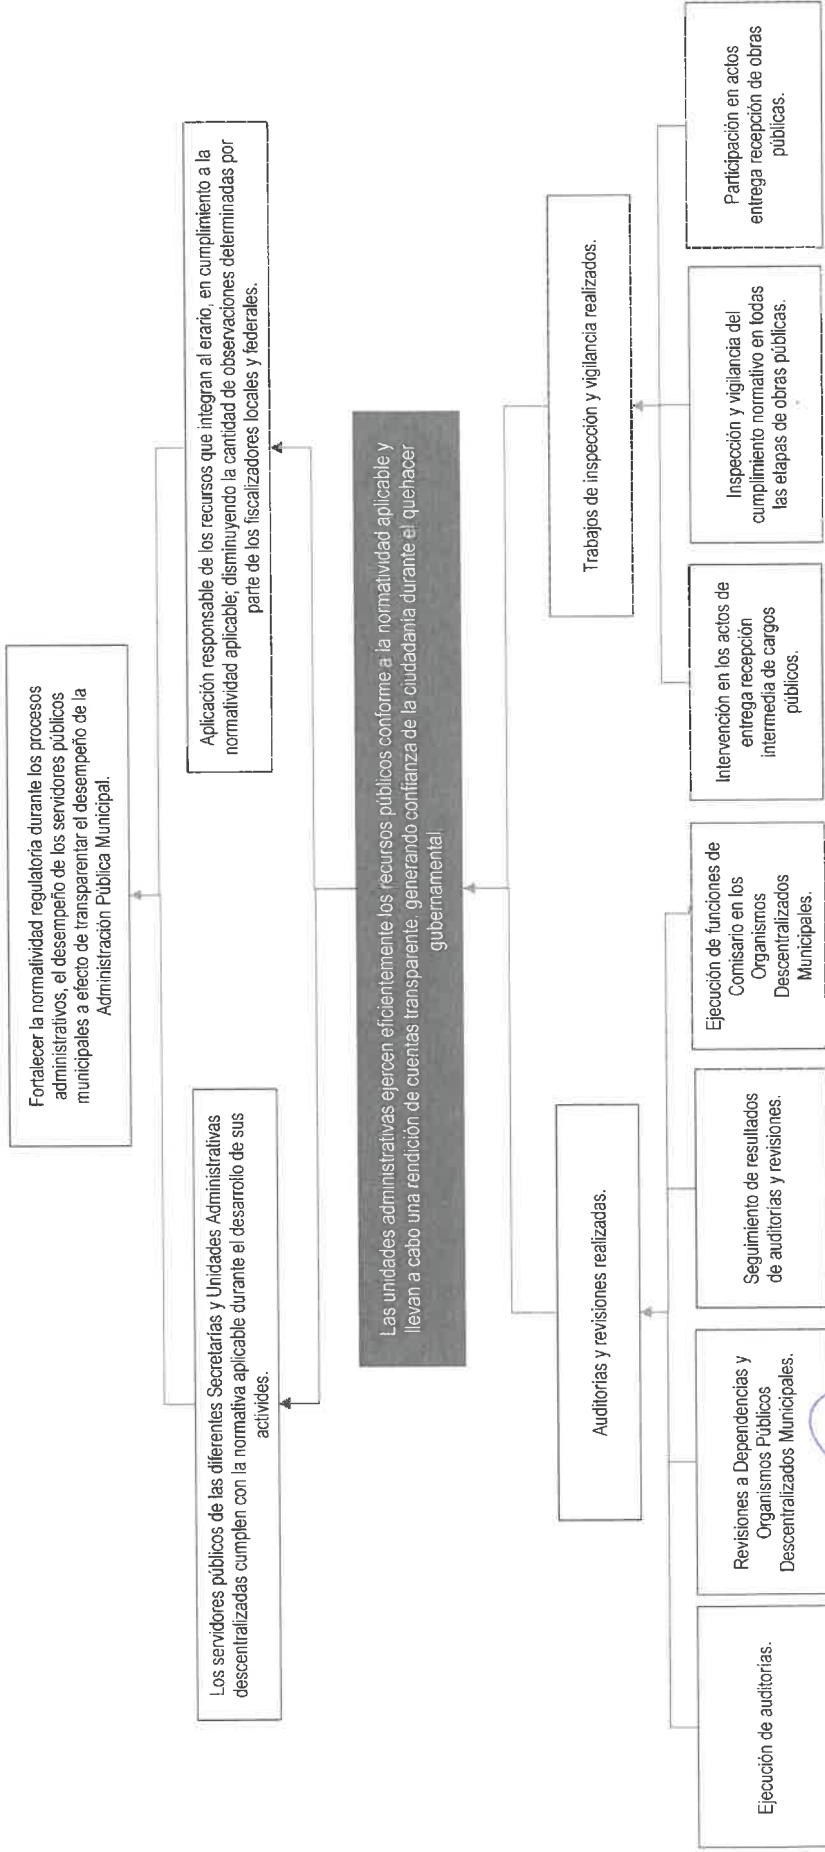 Fortalecer la normatividad regulatoria durante los procesos
administrativos, el desempeño de los servidores públicos
municipales a efecto de transparentar el desempeño de la
Administración Pública Municipal.
Los servidores públicos de las diferentes Secretarías y Unidades Administrativas
descentralizadas cumplen con la normativa aplicable durante el desarrollo de sus
activides.
Aplicación responsable de los recursos que integran al erario, en cumplimiento a la
normatividad aplicable; disminuyendo la cantidad de observaciones determinadas por
parte de los fiscalizadores locales y federales.
Las unidades administrativas ejercen eficientemente los recursos públicos conforme a la normatividad aplicable y
llevan a cabo una rendición de cuentas transparente, generando confianza de la ciudadanía durante el quehacer
gubernamental
Auditorias y revisiones realizadas.
Trabajos de inspección y vigilancia realizados.
Ejecución de auditorias.
Revisiones a Dependencias y
Organismos Públicos
Descentralizados Municipales.
Seguimiento de resultados
de auditorías y revisiones.
Ejecución de funciones de
Comisario en los
Organismos
Descentralizados
Municipales.
Intervención en los actos de
entrega recepción
intermedia de cargos
públicos.
Inspección y vigilancia del
cumplimiento normativo en todas
las etapas de obras públicas.
Participación en actos
entrega recepción de obras
públicas.